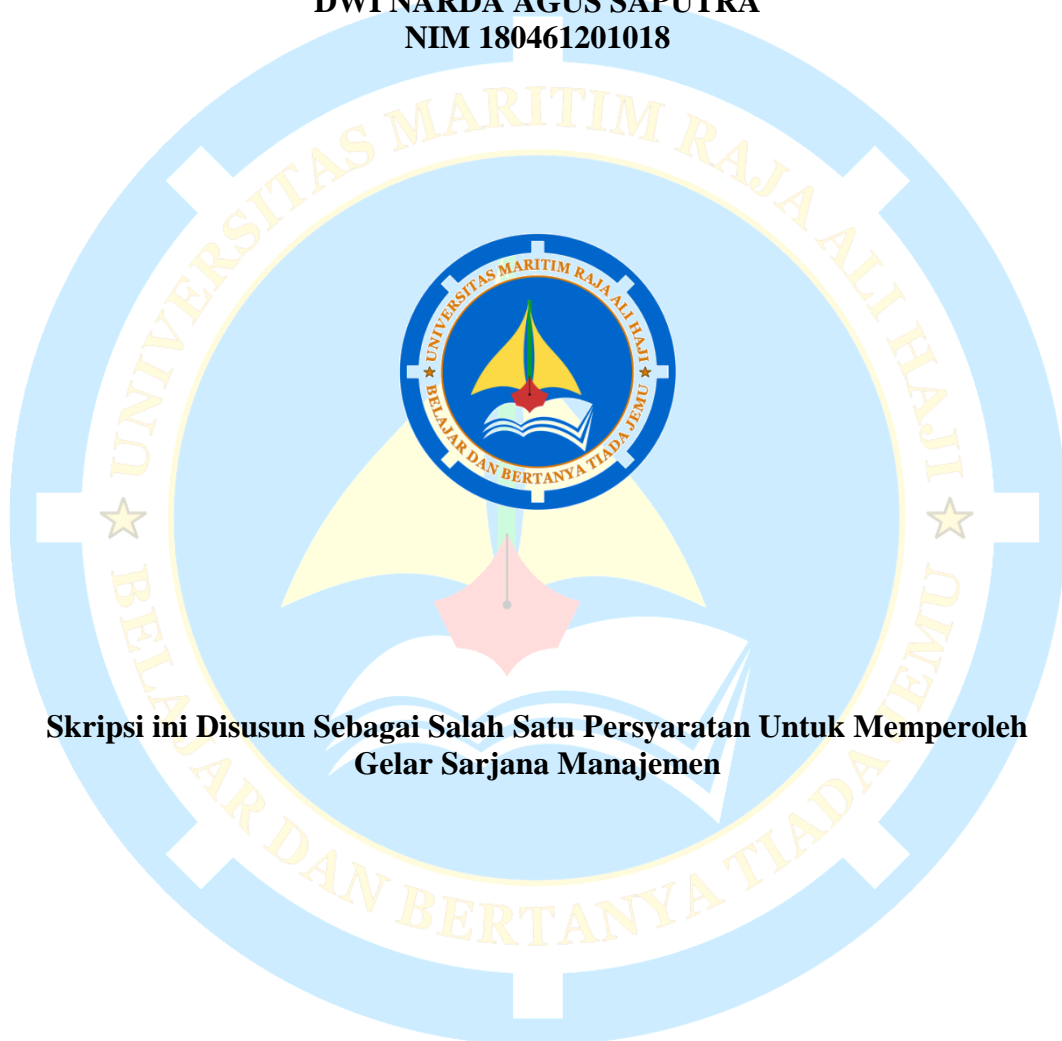 DWI NARDA AGUS SAPUTRA
NIM 180461201018
UNIVERSITAS MARITIM RAJA ALI HAJI
BELAJAR DAN BERTANYA TIADA JEMU
UNIVERSITAS MARITIM RAJA ALI HAJI
BELAJAR DAN BERTANYA TIADA JEMU
Skripsi ini Disusun Sebagai Salah Satu Persyaratan Untuk Memperoleh
Gelar Sarjana Manajemen